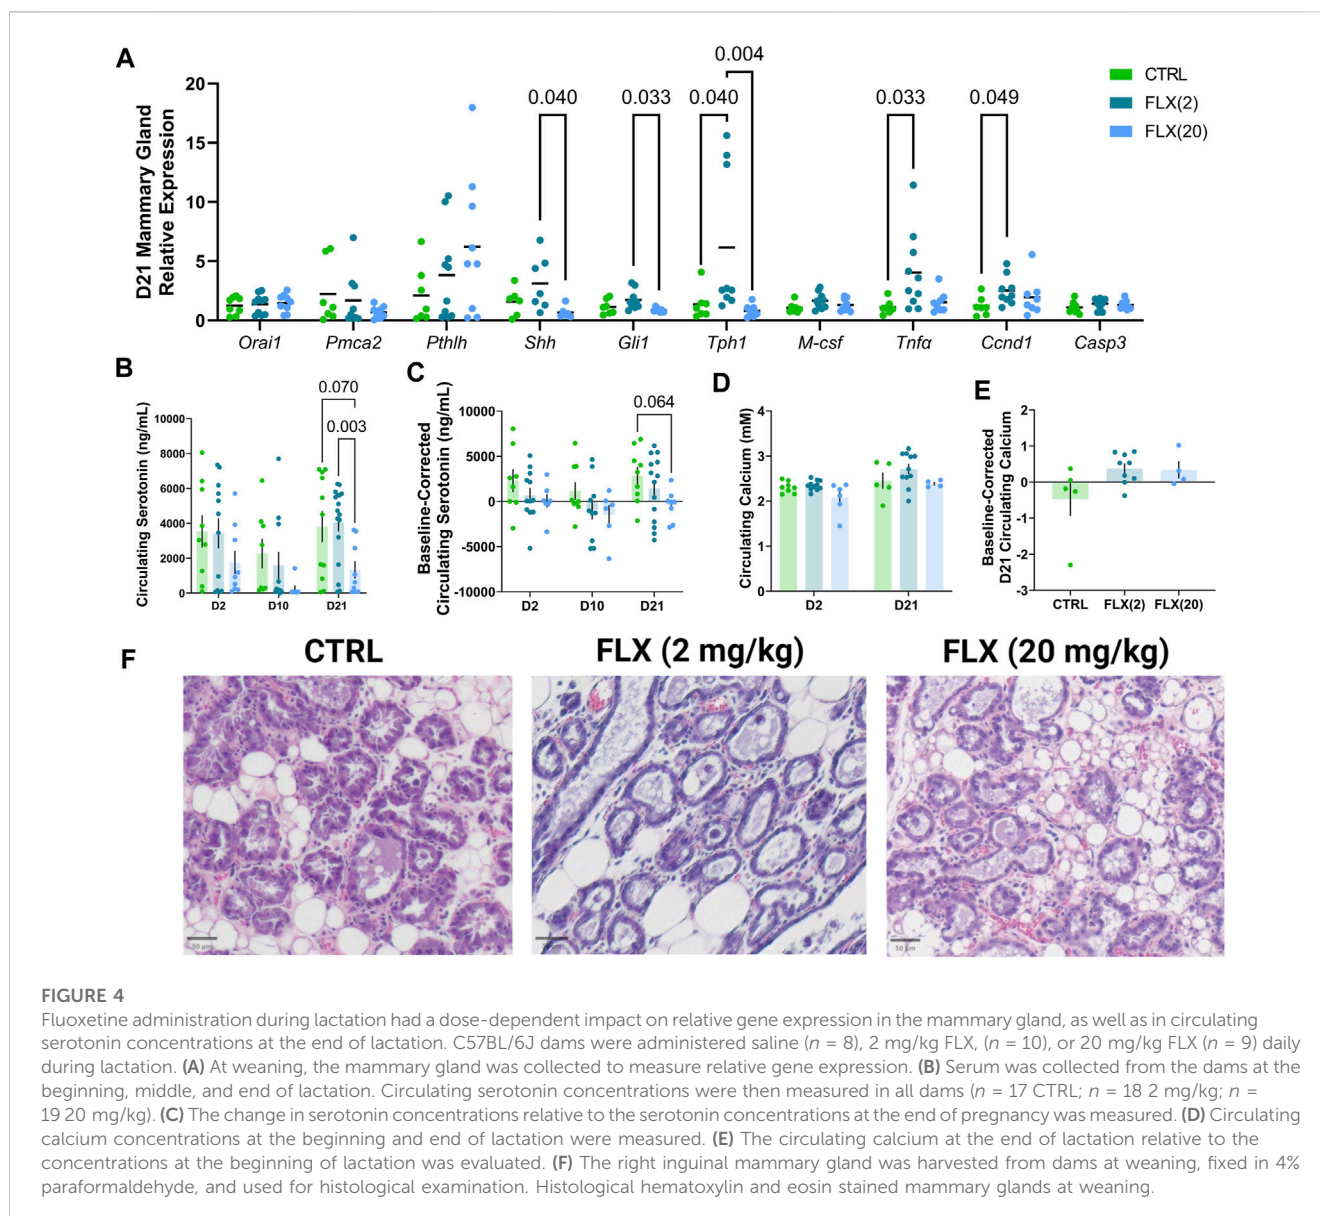 A
D21 Mammary Gland
Relative Expression
20
15
10
5
0
0.040
0.033
0.040
0.004
0.033
0.049
CTRL
FLX(2)
FLX(20)
Orai1
Pmca2
Pthlh
Shh
Gli1
Tph1
M-csf
Tnfα
Ccnd1
Casp3
B
Circulating Serotonin (ng/mL)
10000
8000
6000
4000
2000
0
0.070
0.003
D2
D10
D21
C
Baseline-Corrected
Circulating Serotonin (ng/mL)
10000
5000
0
-5000
-10000
0.064
D2
D10
D21
D
Circulating Calcium (mM)
4
3
2
1
0
D2
D21
E
Baseline-Corrected
D21 Circulating Calcium
2
1
0
-1
-2
-3
CTRL
FLX(2)
FLX(20)
F
CTRL
FLX (2 mg/kg)
FLX (20 mg/kg)
50 µm
50 µm
FIGURE 4
Fluoxetine administration during lactation had a dose-dependent impact on relative gene expression in the mammary gland, as well as in circulating
serotonin concentrations at the end of lactation. C57BL/6J dams were administered saline (n = 8), 2 mg/kg FLX, (n = 10), or 20 mg/kg FLX (n = 9) daily
during lactation. (A) At weaning, the mammary gland was collected to measure relative gene expression. (B) Serum was collected from the dams at the
beginning, middle, and end of lactation. Circulating serotonin concentrations were then measured in all dams (n = 17 CTRL; n = 18 2 mg/kg; n =
19 20 mg/kg). (C) The change in serotonin concentrations relative to the serotonin concentrations at the end of pregnancy was measured. (D) Circulating
calcium concentrations at the beginning and end of lactation were measured. (E) The circulating calcium at the end of lactation relative to the
concentrations at the beginning of lactation was evaluated. (F) The right inguinal mammary gland was harvested from dams at weaning, fixed in 4%
paraformaldehyde, and used for histological examination. Histological hematoxylin and eosin stained mammary glands at weaning.